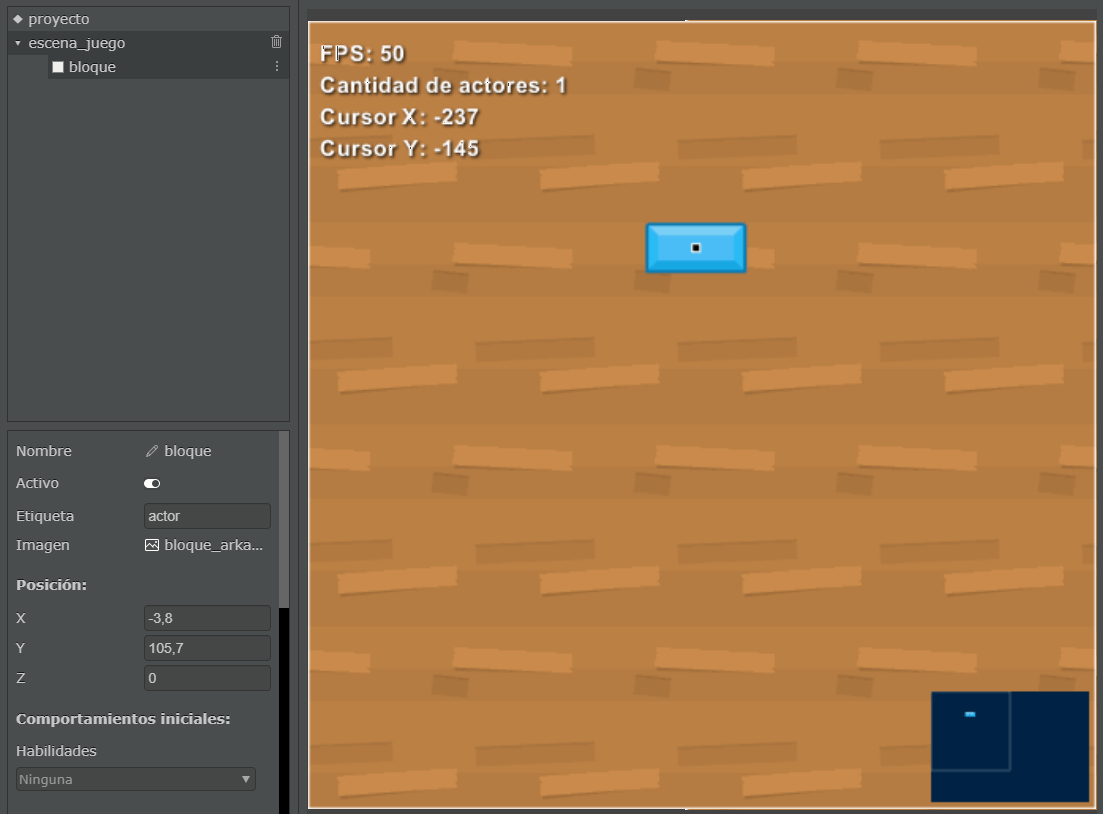 proyecto
escena_juego
bloque
Nombre bloque
Activo
Etiqueta actor
Imagen bloque_arka...
Posición:
X -3,8
Y 105,7
Z 0
Comportamientos iniciales:
Habilidades
Ninguna
FPS: 50
Cantidad de actores: 1
Cursor X: -237
Cursor Y: -145